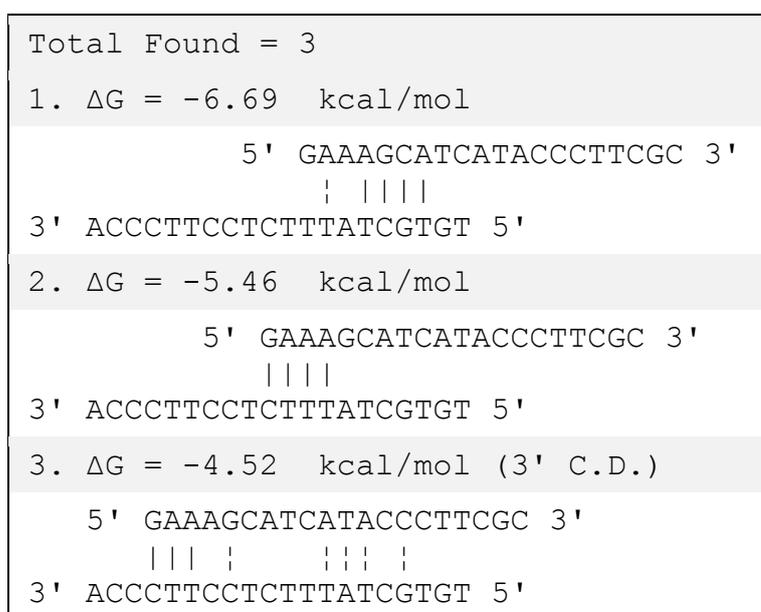 Total Found = 3
1. ΔG = -6.69 kcal/mol
5' GAAAGCATCATACCCTTCGC 3'
¦ ||||
3' ACCCTTCCTCTTTATCGTGT 5'
2. ΔG = -5.46 kcal/mol
5' GAAAGCATCATACCCTTCGC 3'
||||
3' ACCCTTCCTCTTTATCGTGT 5'
3. ΔG = -4.52 kcal/mol (3' C.D.)
5' GAAAGCATCATACCCTTCGC 3'
||| ¦ ¦¦¦ ¦
3' ACCCTTCCTCTTTATCGTGT 5'